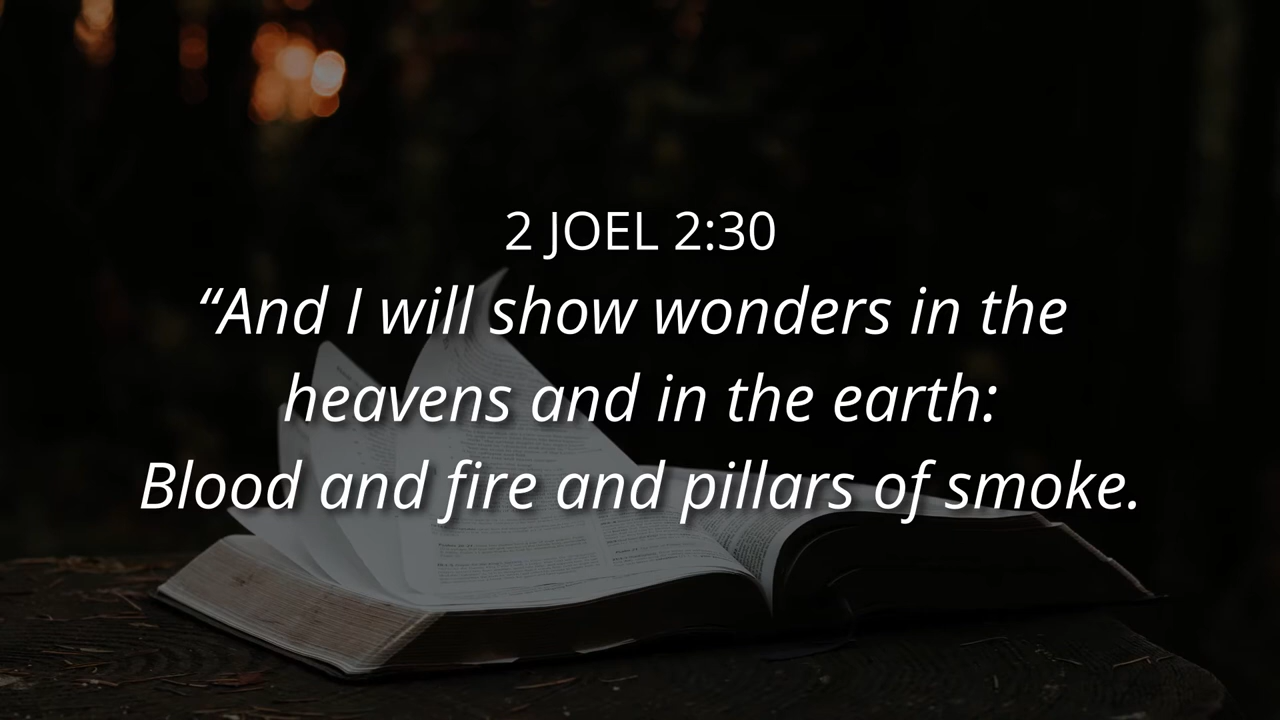 2 JOEL 2:30
“And I will show wonders in the
heavens and in the earth:
Blood and fire and pillars of smoke.